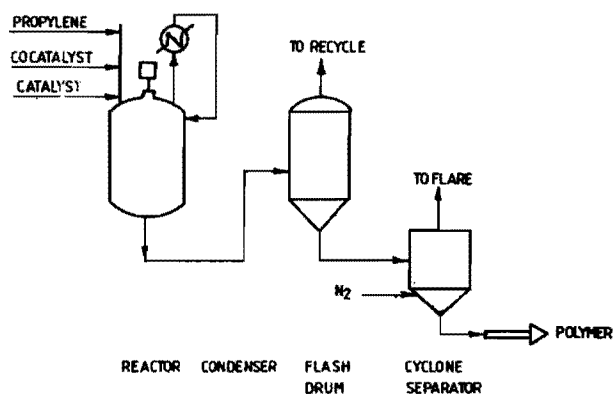 PROPYLENE
COCATALYST
CATALYST
TO RECYCLE
TO FLARE
N2
POLYMER
REACTOR CONDENSER FLASH CYCLONE
DRUM SEPARATOR